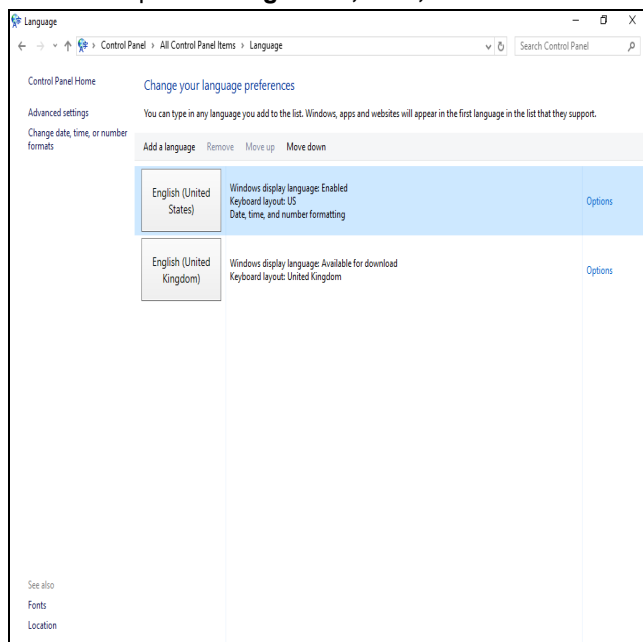 Language
Control Panel › All Control Panel Items › Language
Search Control Panel
Control Panel Home
Advanced settings
Change date, time, or number
formats
Change your language preferences
You can type in any language you add to the list. Windows, apps and websites will appear in the first language in the list that they support.
Add a language Remove Move up Move down
English (United
States)
Windows display language: Enabled
Keyboard layout: US
Date, time, and number formatting
Options
English (United
Kingdom)
Windows display language: Available for download
Keyboard layout: United Kingdom
Options
See also
Fonts
Location